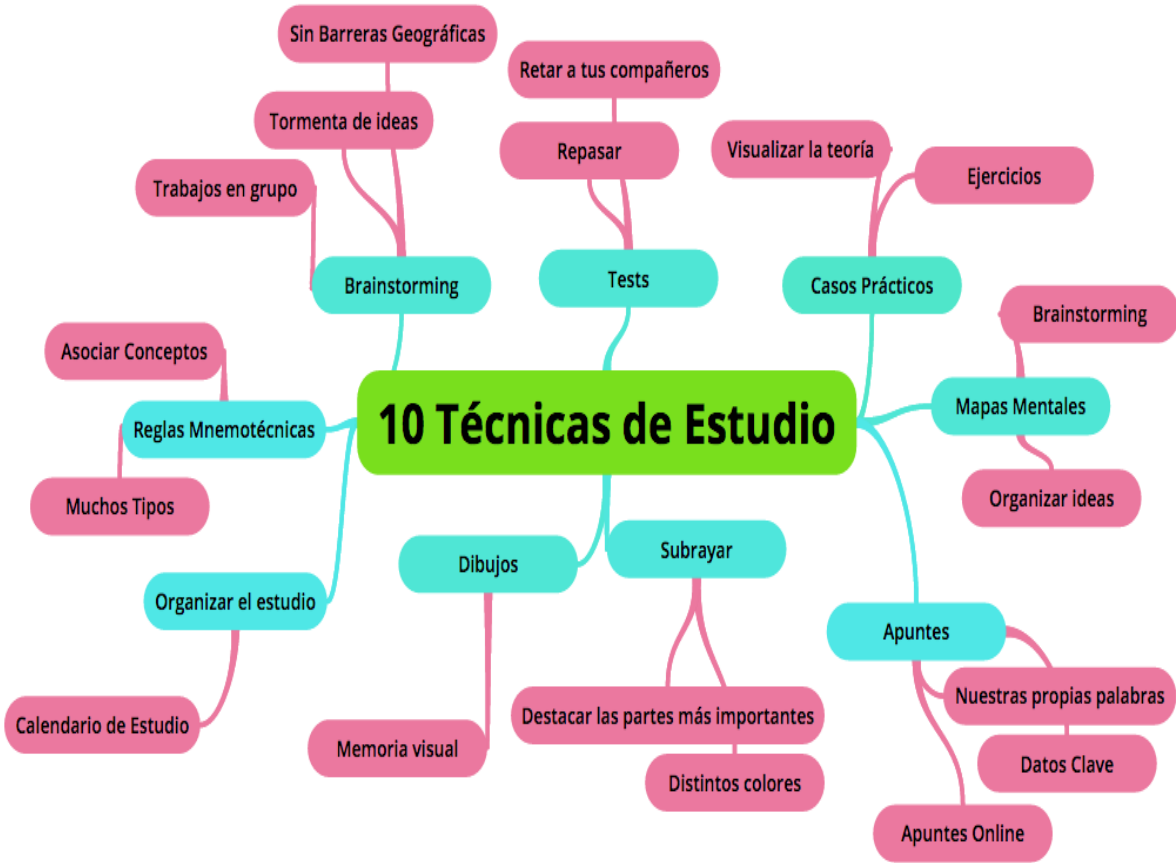 Sin Barreras Geográficas
Retar a tus compañeros
Tormenta de ideas
Repasar
Visualizar la teoría
Ejercicios
Trabajos en grupo
Brainstorming
Tests
Casos Prácticos
Brainstorming
Asociar Conceptos
Mapas Mentales
Reglas Mnemotécnicas
10 Técnicas de Estudio
Organizar ideas
Muchos Tipos
Subrayar
Dibujos
Organizar el estudio
Apuntes
Nuestras propias palabras
Calendario de Estudio
Destacar las partes más importantes
Memoria visual
Datos Clave
Distintos colores
Apuntes Online